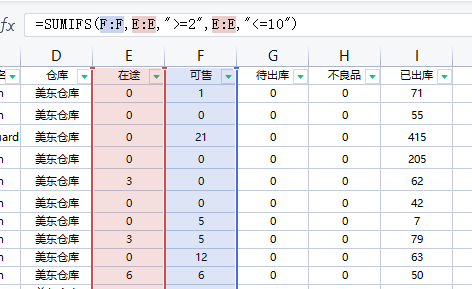 fx =SUMIFS(F:F,E:E,">=2",E:E,"<=10")
D E F G H I
仓库 在途 可售 待出库 不良品 已出库
美东仓库 0 1 0 0 71
美东仓库 0 0 0 0 55
uard 美东仓库 0 21 0 0 415
美东仓库 0 0 0 0 205
美东仓库 3 0 0 0 62
美东仓库 0 0 0 0 42
美东仓库 0 5 0 0 7
美东仓库 3 5 0 0 79
美东仓库 0 12 0 0 63
美东仓库 6 6 0 0 50